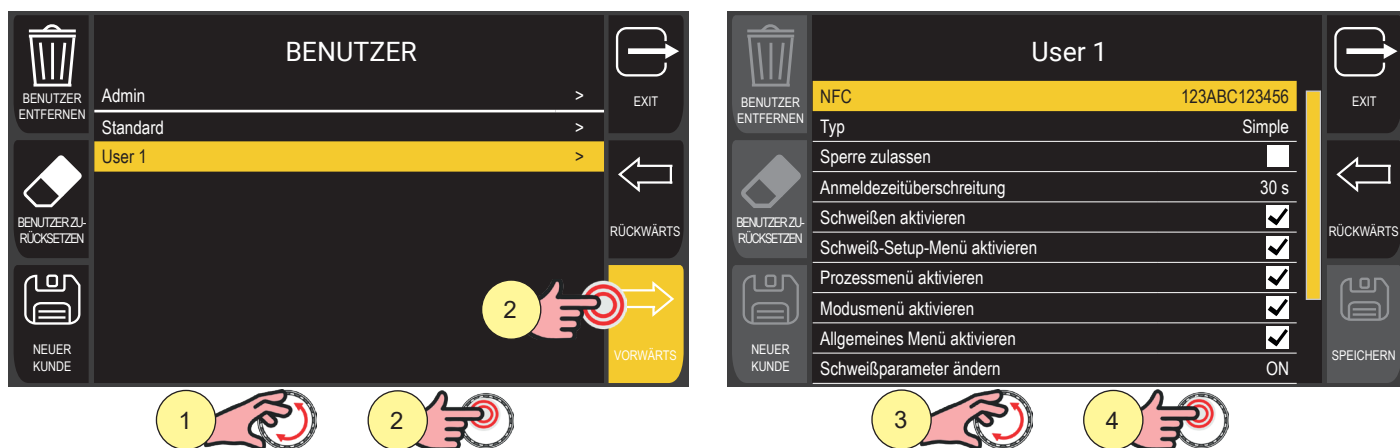 BENUTZER
ENTFERNEN
BENUTZER ZU-
RÜCKSETZEN
NEUER
KUNDE
BENUTZER
Admin >
Standard >
User 1 >
EXIT
RÜCKWÄRTS
VORWÄRTS
2
1
2
BENUTZER
ENTFERNEN
BENUTZER ZU-
RÜCKSETZEN
NEUER
KUNDE
User 1
NFC 123ABC123456
Typ Simple
Sperre zulassen
Anmeldezeitüberschreitung 30 s
Schweißen aktivieren
Schweiß-Setup-Menü aktivieren
Prozessmenü aktivieren
Modusmenü aktivieren
Allgemeines Menü aktivieren
Schweißparameter ändern ON
EXIT
RÜCKWÄRTS
SPEICHERN
3
4